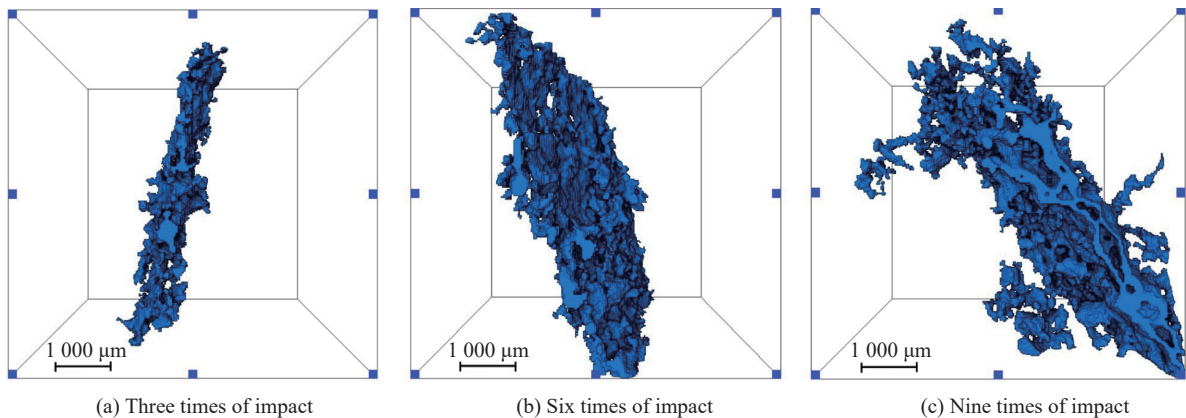 1 000 μm
1 000 μm
1 000 μm
(a) Three times of impact
(b) Six times of impact
(c) Nine times of impact